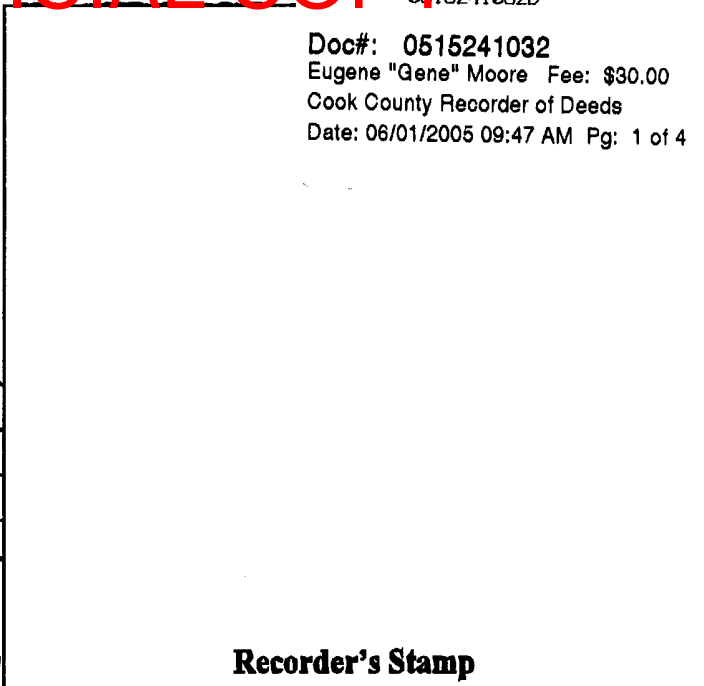 Doc#: 0515241032
Eugene "Gene" Moore Fee: $30.00
Cook County Recorder of Deeds
Date: 06/01/2005 09:47 AM Pg: 1 of 4
Recorder's Stamp